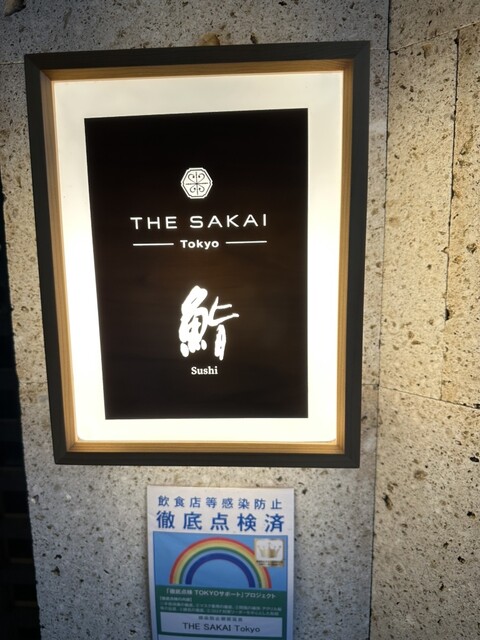 THE SAKAI
Tokyo
鮨
Sushi
飲食店等感染防止
徹底点検済
「徹底点検 TOKYOサポート」プロジェクト
THE SAKAI Tokyo